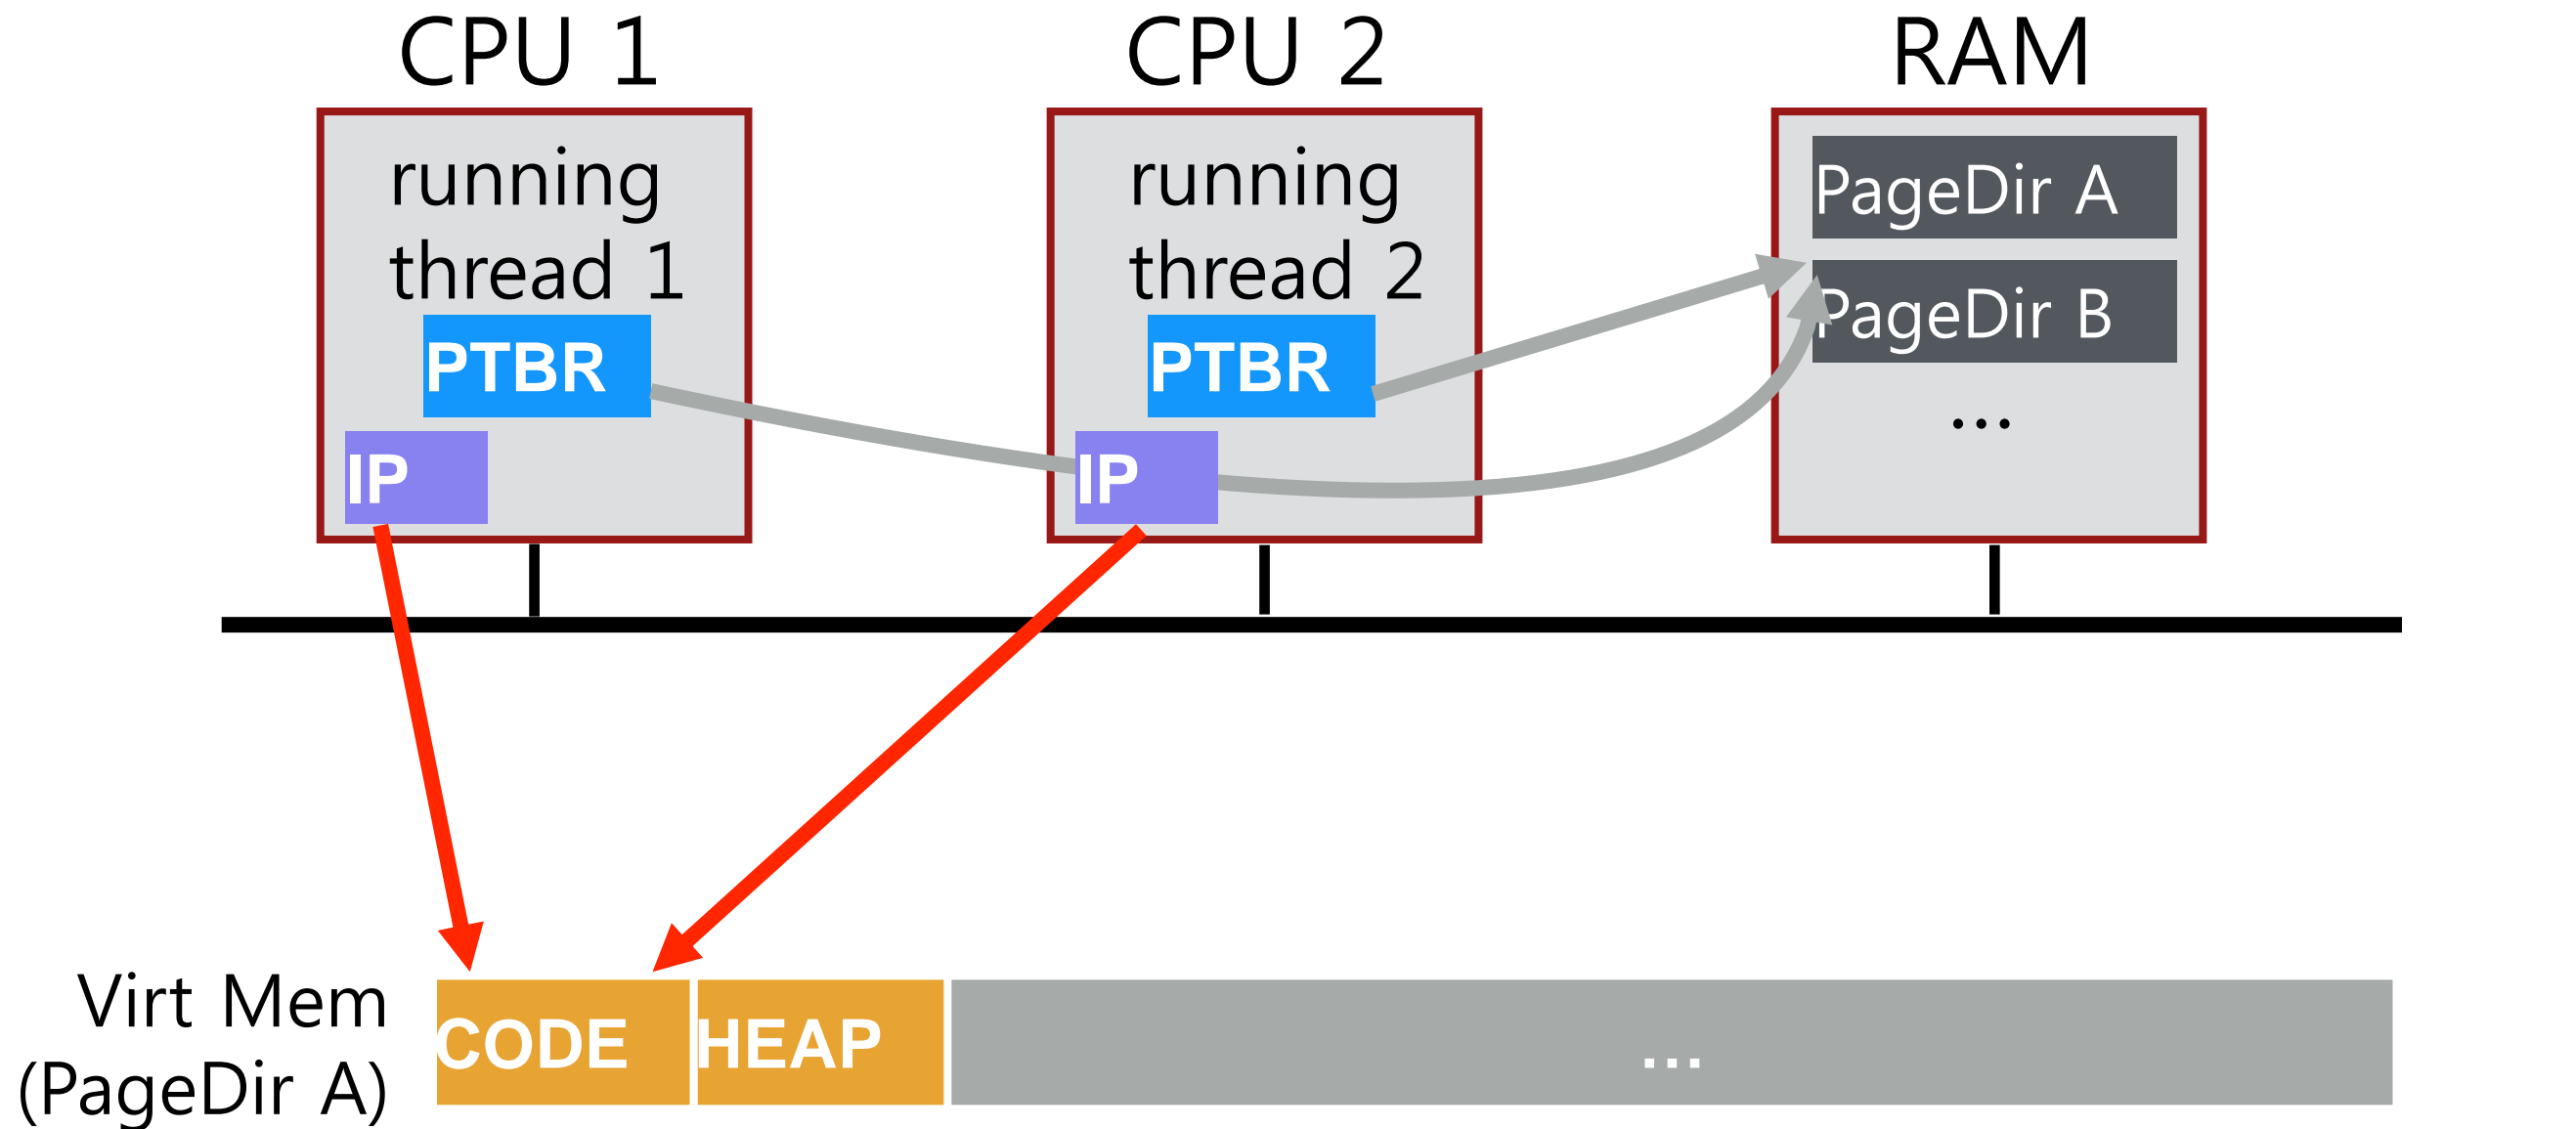 CPU 1
CPU 2
RAM
running
thread 1
PTBR
IP
running
thread 2
PTBR
IP
PageDir A
PageDir B
...
Virt Mem
(PageDir A)
CODE
HEAP
...